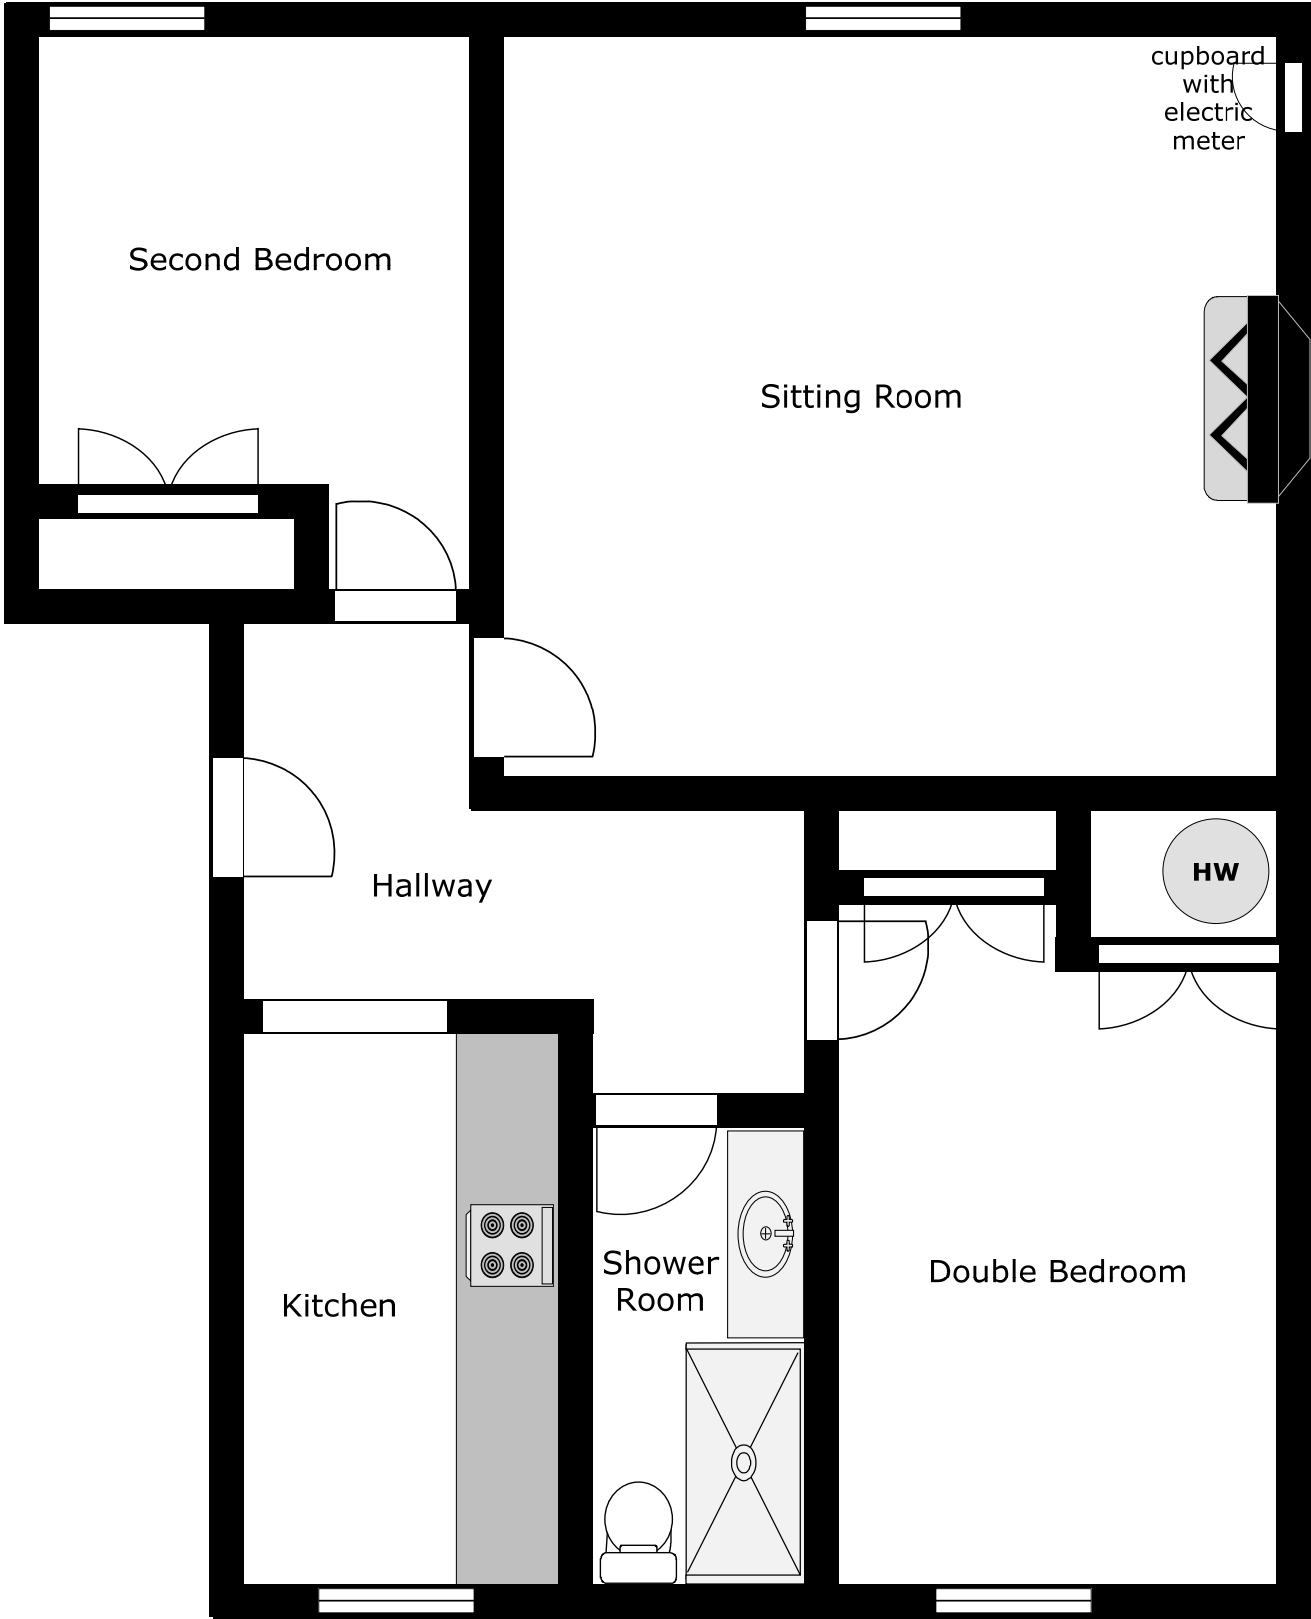 cupboard
with
electric
meter
Second Bedroom
Sitting Room
HW
Hallway
Shower
Room
Double Bedroom
Kitchen